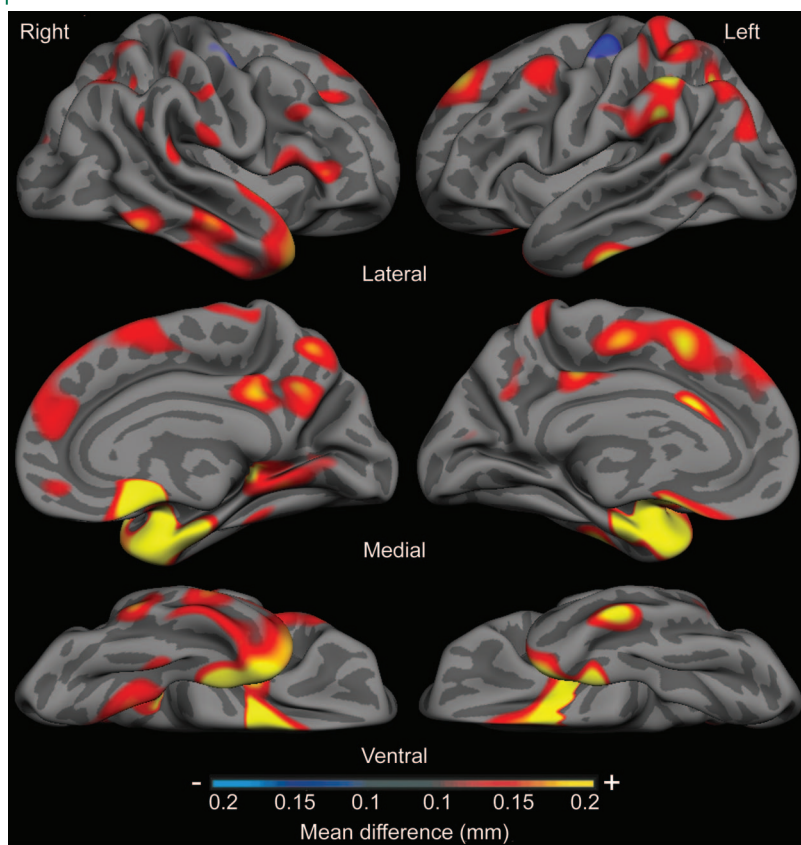 Right Left
Lateral
Medial
Ventral
- +
0.2 0.15 0.1 0.1 0.15 0.2
Mean difference (mm)